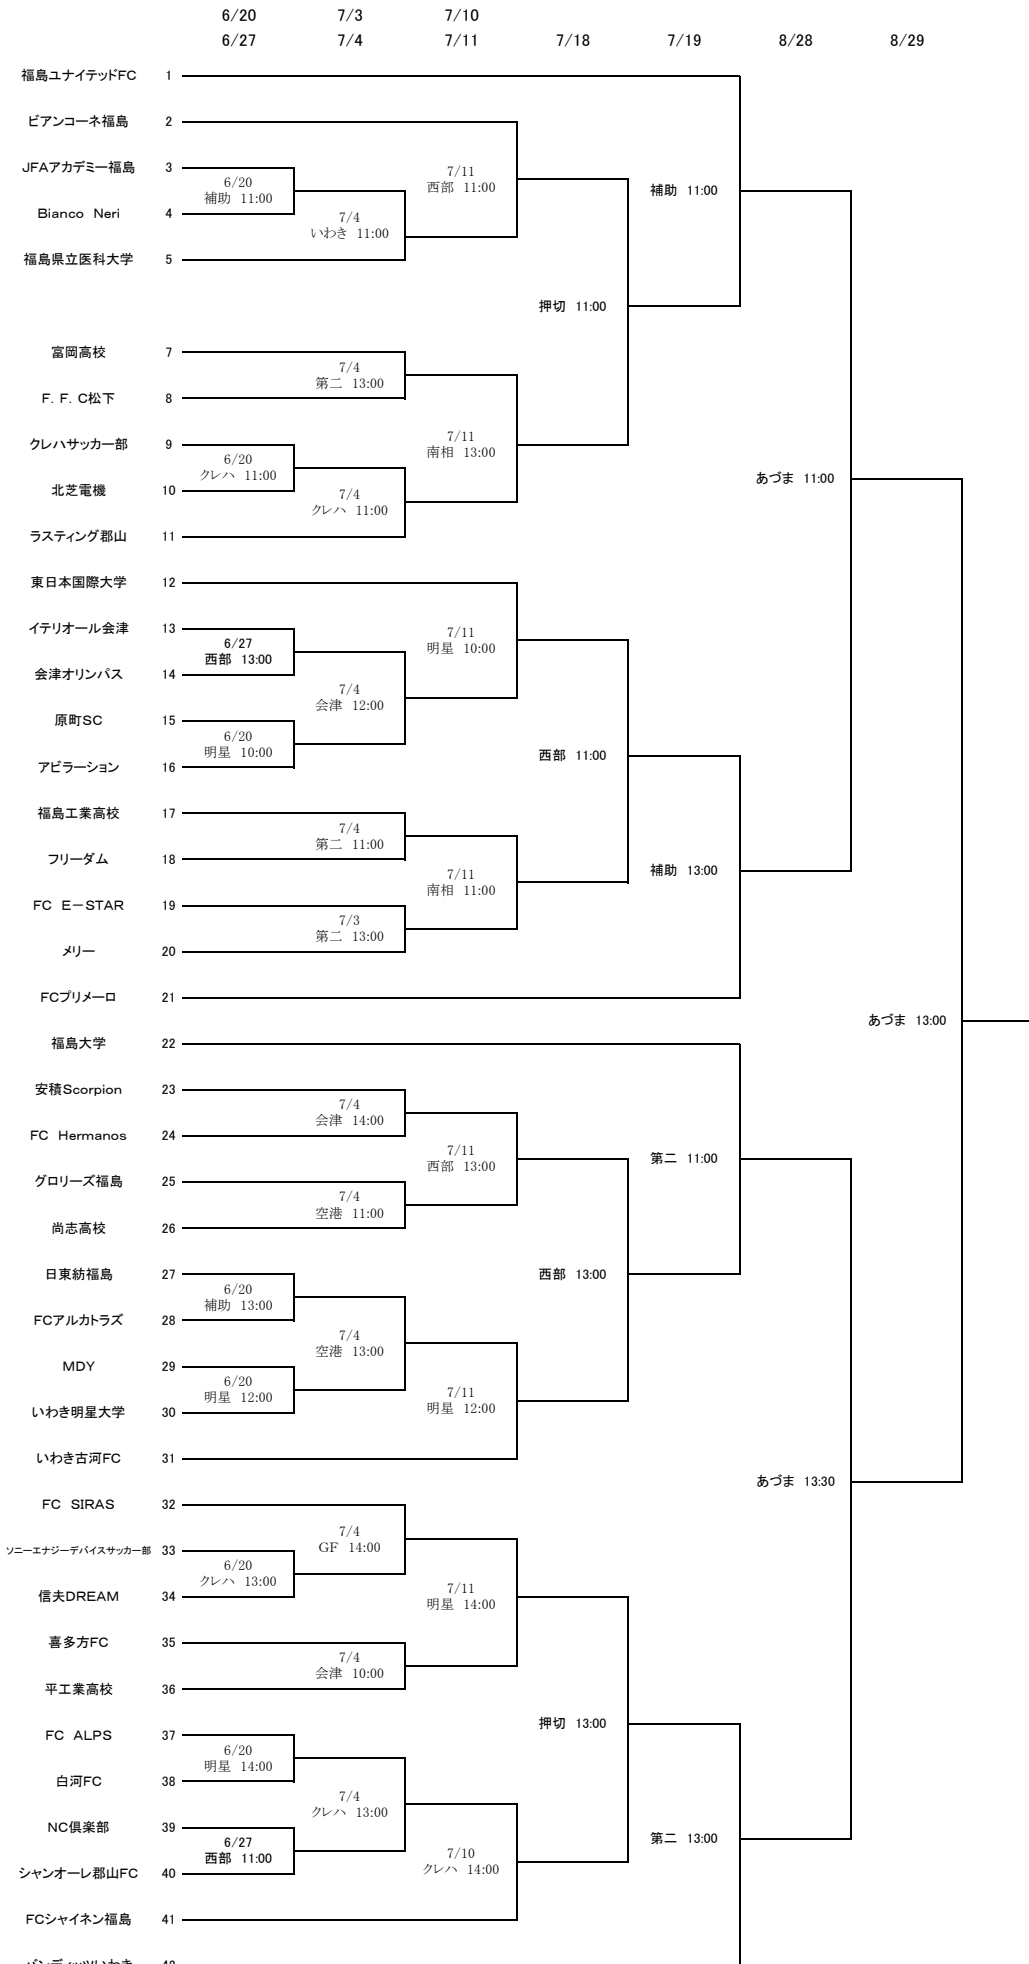 6/20 7/3 7/10
6/27 7/4 7/11 7/18 7/19 8/28 8/29
福島ユナイテッドFC 1
ビアンコーネ福島 2
JFAアカデミー福島 3
6/20
補助 11:00
Bianco Neri 4
7/4
いわき 11:00
福島県立医科大学 5
7/11
西部 11:00
補助 11:00
押切 11:00
富岡高校 7
7/4
第二 13:00
F．F．C松下 8
クレハサッカー部 9
6/20
クレハ 11:00
7/11
南相 13:00
北芝電機 10
7/4
クレハ 11:00
あづま 11:00
ラスティング郡山 11
東日本国際大学 12
イテリオール会津 13
6/27
西部 13:00
7/11
明星 10:00
会津オリンパス 14
7/4
会津 12:00
原町SC 15
6/20
明星 10:00
西部 11:00
アビラーション 16
福島工業高校 17
7/4
第二 11:00
フリーダム 18
7/11
南相 11:00
補助 13:00
FC E－STAR 19
7/3
第二 13:00
メリー 20
FCプリメーロ 21
あづま 13:00
福島大学 22
安積Scorpion 23
7/4
会津 14:00
FC Hermanos 24
7/11
西部 13:00
第二 11:00
グロリーズ福島 25
7/4
空港 11:00
尚志高校 26
日東紡福島 27
6/20
補助 13:00
西部 13:00
FCアルカトラズ 28
7/4
空港 13:00
MDY 29
6/20
明星 12:00
7/11
明星 12:00
いわき明星大学 30
いわき古河FC 31
あづま 13:30
FC SIRAS 32
7/4
GF 14:00
ソニーエナジーデバイスサッカー部 33
6/20
クレハ 13:00
信夫DREAM 34
7/11
明星 14:00
喜多方FC 35
7/4
会津 10:00
平工業高校 36
押切 13:00
FC ALPS 37
6/20
明星 14:00
白河FC 38
7/4
クレハ 13:00
NC倶楽部 39
6/27
西部 11:00
第二 13:00
シャンオーレ郡山FC 40
7/10
クレハ 14:00
FCシャイネン福島 41